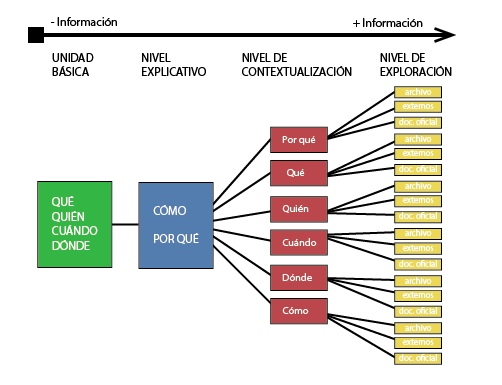 - Información
+ Información
UNIDAD
BÁSICA
NIVEL
EXPLICATIVO
NIVEL DE
CONTEXTUALIZACIÓN
NIVEL DE
EXPLORACIÓN
QUÉ
QUIÉN
CUÁNDO
DÓNDE
CÓMO
POR QUÉ
Por qué
Qué
Quién
Cuándo
Dónde
Cómo
archivo
externos
doc. oficial
archivo
externos
doc. oficial
archivo
externos
doc. oficial
archivo
externos
doc. oficial
archivo
externos
doc. oficial
archivo
externos
doc. oficial